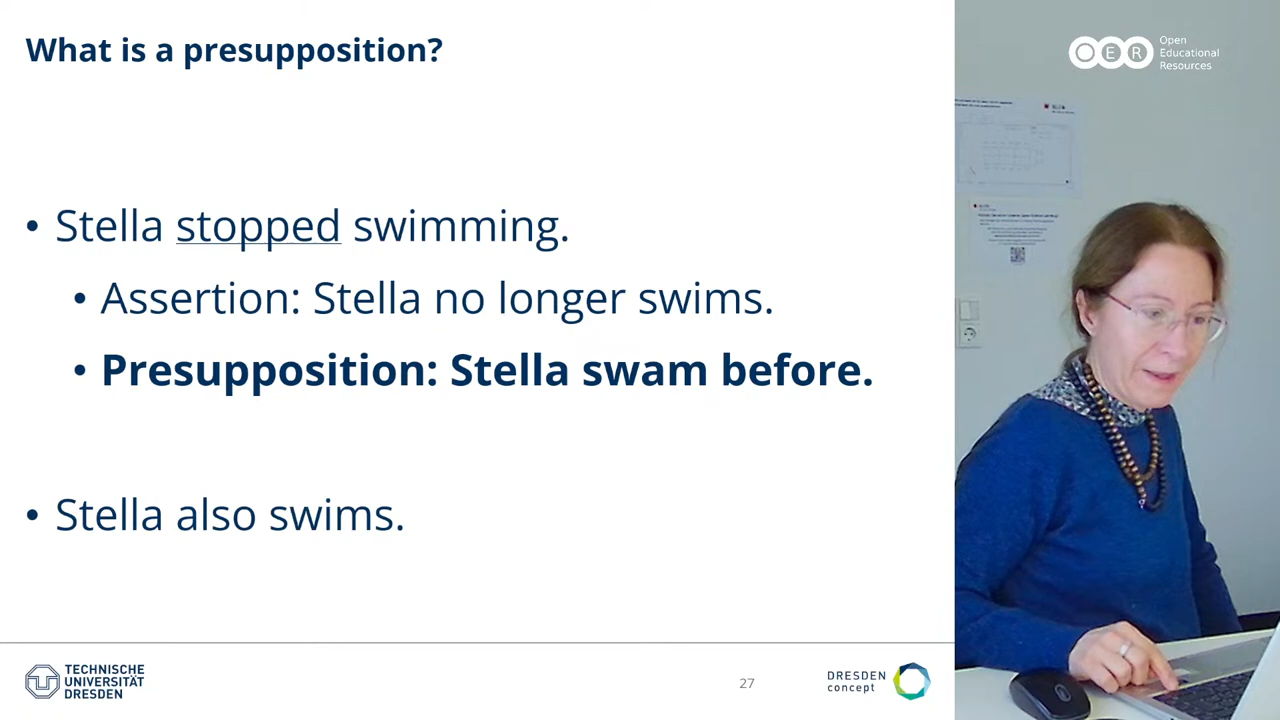 What is a presupposition?
OER
Open
Educational
Resources
• Stella stopped swimming.
• Assertion: Stella no longer swims.
• Presupposition: Stella swam before.
• Stella also swims.
TECHNISCHE
UNIVERSITÄT
DRESDEN
27
DRESDEN
concept